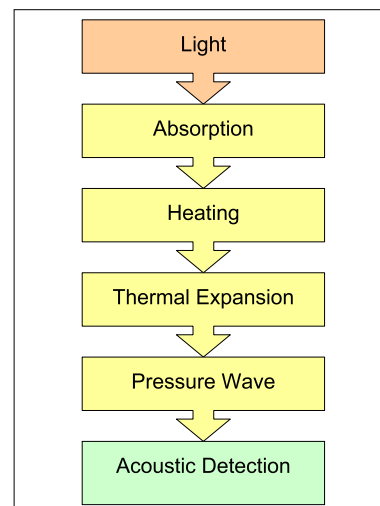 Light
Absorption
Heating
Thermal Expansion
Pressure Wave
Acoustic Detection